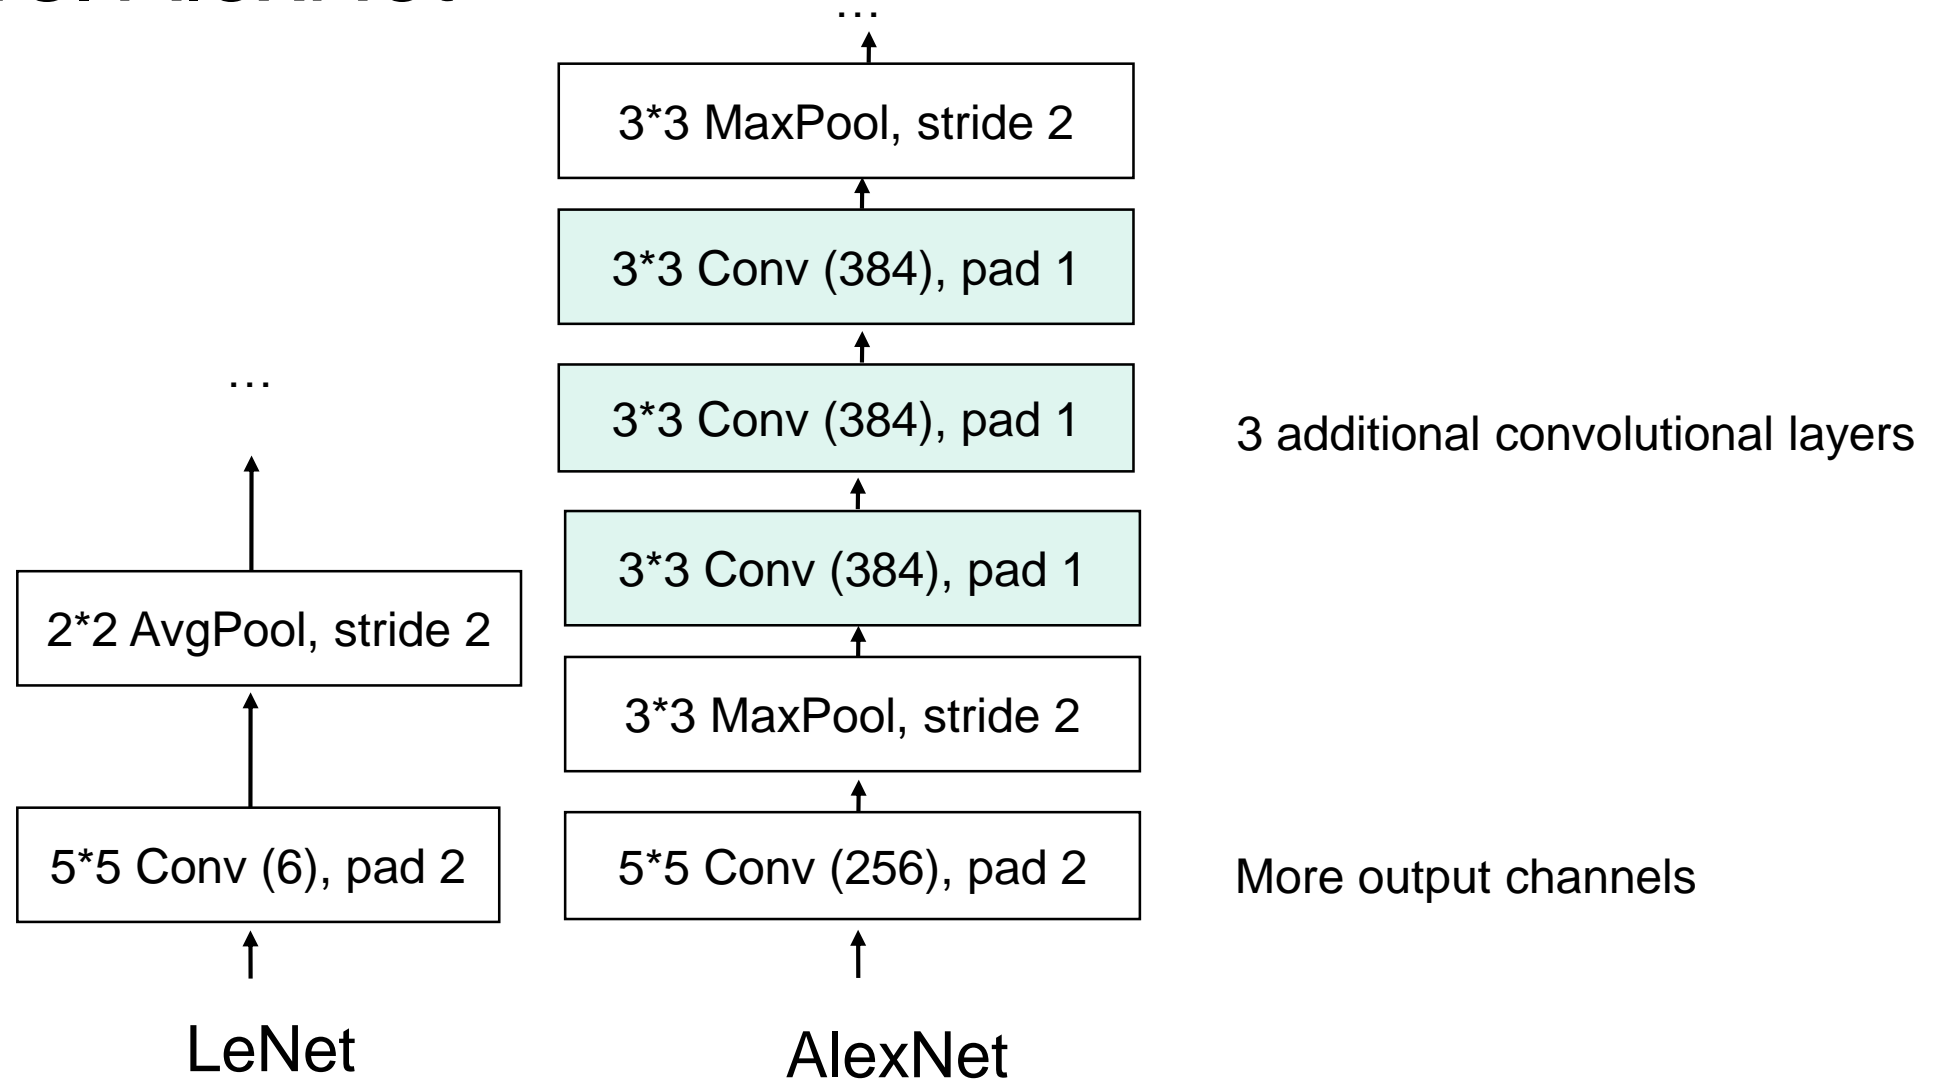 …
3*3 MaxPool, stride 2
3*3 Conv (384), pad 1
3*3 Conv (384), pad 1
3*3 Conv (384), pad 1
3*3 MaxPool, stride 2
5*5 Conv (256), pad 2
AlexNet
…
2*2 AvgPool, stride 2
5*5 Conv (6), pad 2
LeNet
3 additional convolutional layers
More output channels